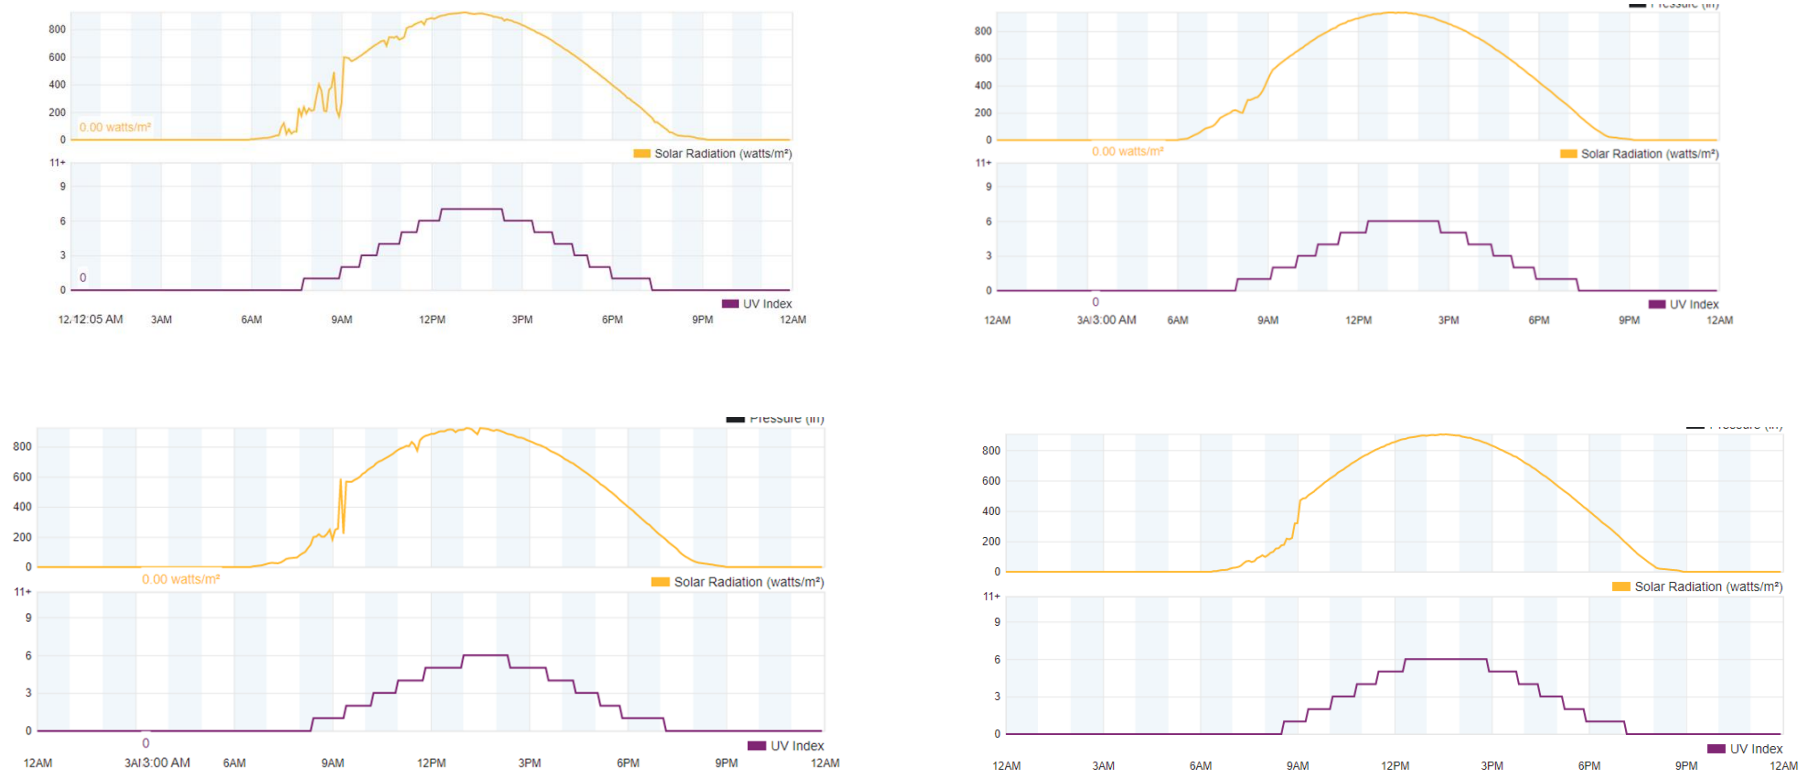 800
600
400
200
0.00 watts/m²
0
Solar Radiation (watts/m²)
11+
9
6
3
0
0
UV Index
12/12:05 AM 3AM 6AM 9AM 12PM 3PM 6PM 9PM 12AM
Pressure (in)
800
600
400
200
0
0.00 watts/m²
Solar Radiation (watts/m²)
11+
9
6
3
0
0
UV Index
12AM 3A 3:00 AM 6AM 9AM 12PM 3PM 6PM 9PM 12AM
Pressure (in)
800
600
400
200
0
0.00 watts/m²
Solar Radiation (watts/m²)
11+
9
6
3
0
0
UV Index
12AM 3A 3:00 AM 6AM 9AM 12PM 3PM 6PM 9PM 12AM
Pressure (in)
800
600
400
200
0
Solar Radiation (watts/m²)
11+
9
6
3
0
UV Index
12AM 3AM 6AM 9AM 12PM 3PM 6PM 9PM 12AM